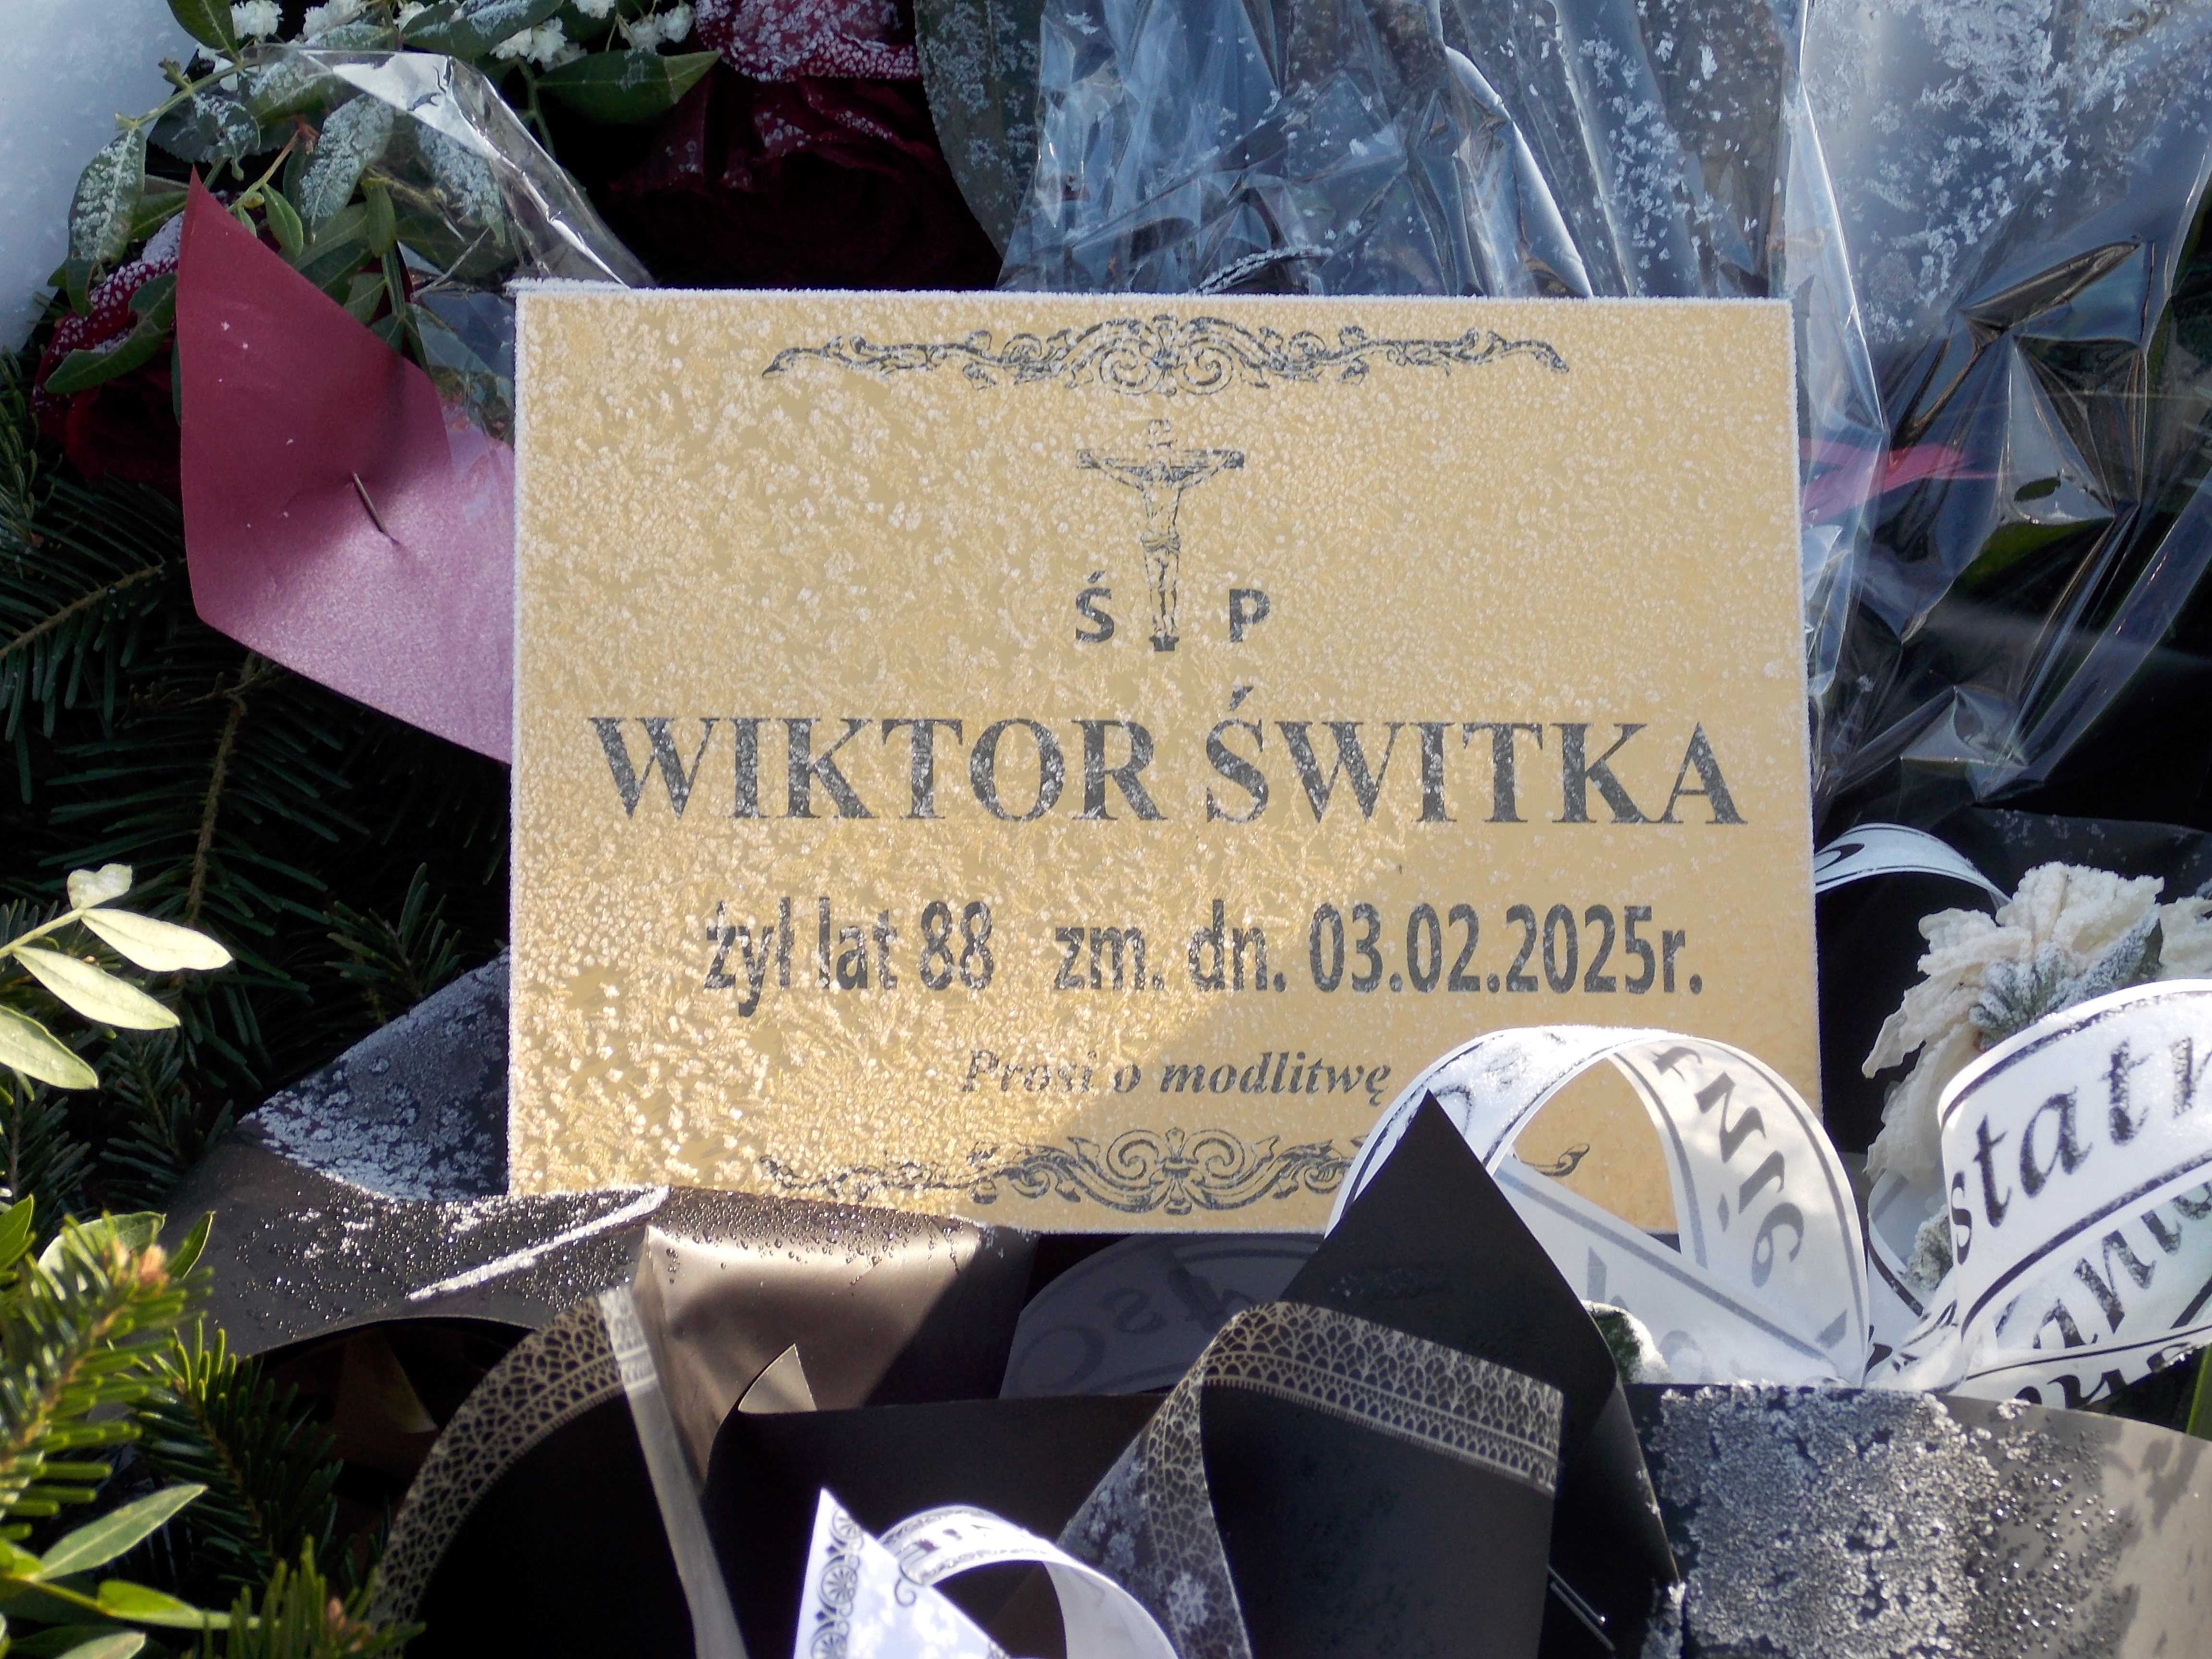 Ś P
WIKTOR ŚWITKA
żył lat 88 zm. dn. 03.02.2025r.
Prosi o modlitwę